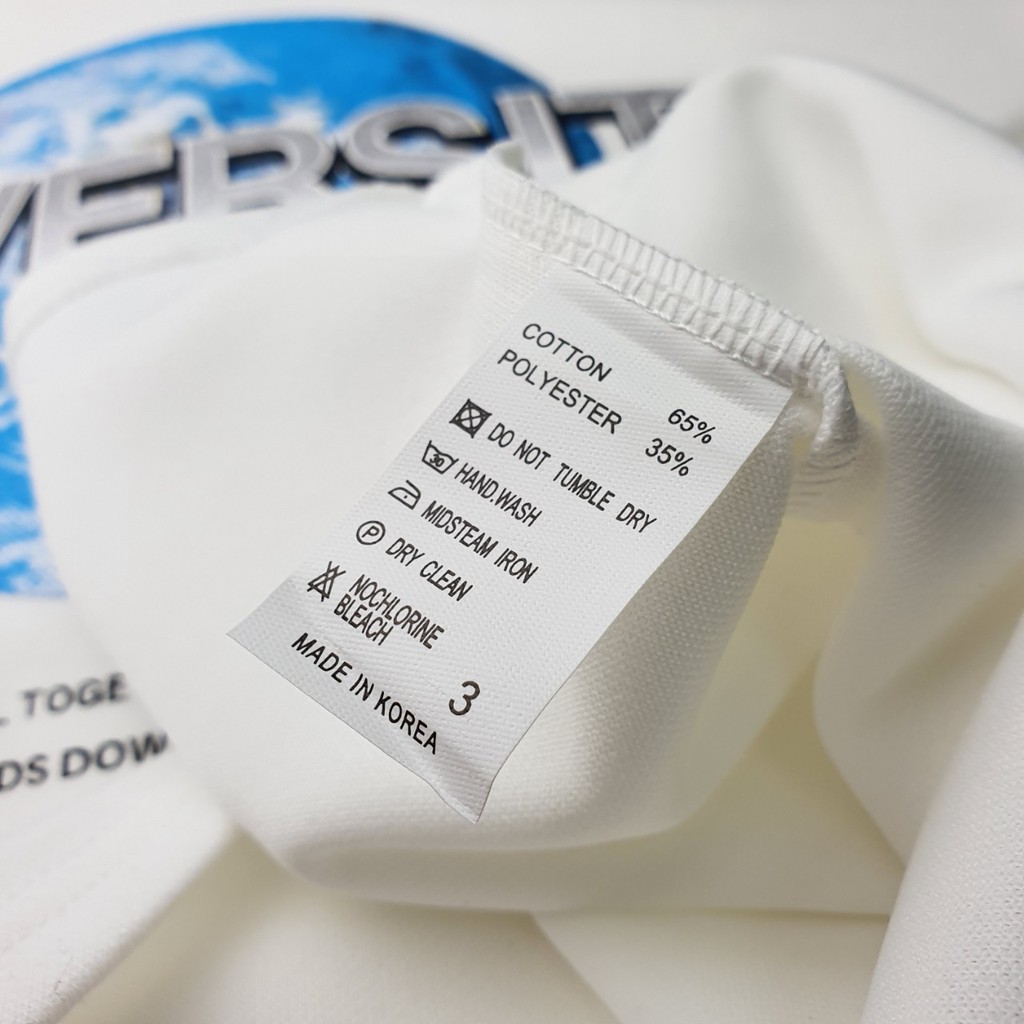 VERSIT
COTTON 65%
POLYESTER 35%
DO NOT TUMBLE DRY
30 HAND.WASH
MIDSTEAM IRON
P DRY CLEAN
NOCHLORINE
BLEACH
3
MADE IN KOREA
TOGE
DS DOW